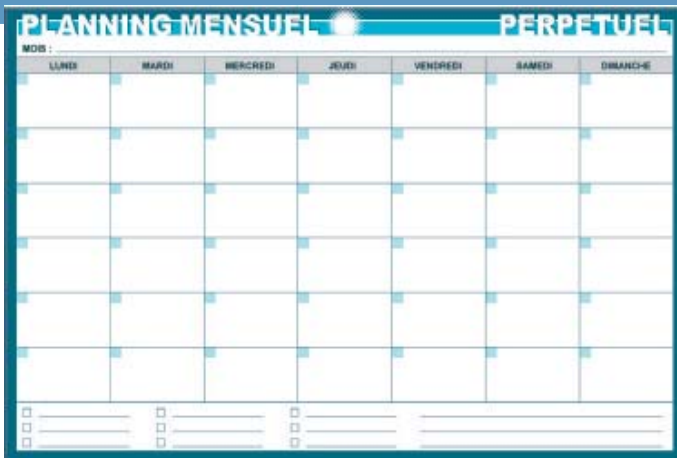 PLANNING MENSUEL PERPETUEL
MOIS :
LUNDI MARDI MERCREDI JEUDI VENDREDI SAMEDI DIMANCHE